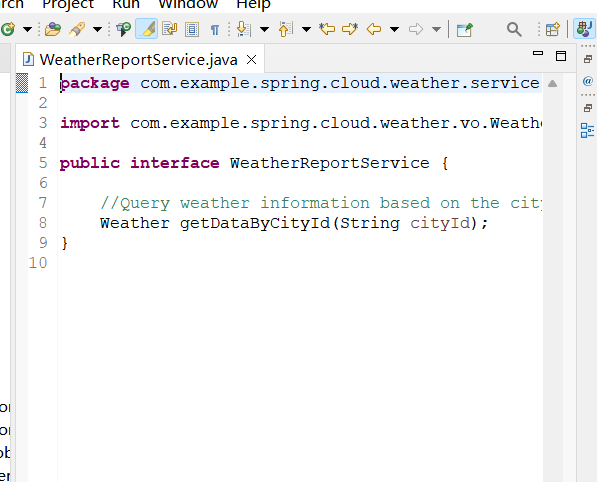 Project Run Window Help
WeatherReportService.java
1 package com.example.spring.cloud.weather.service
2
3 import com.example.spring.cloud.weather.vo.Weath
4
5 public interface WeatherReportService {
6
7 //Query weather information based on the city
8 Weather getDataByCityId(String cityId);
9 }
10